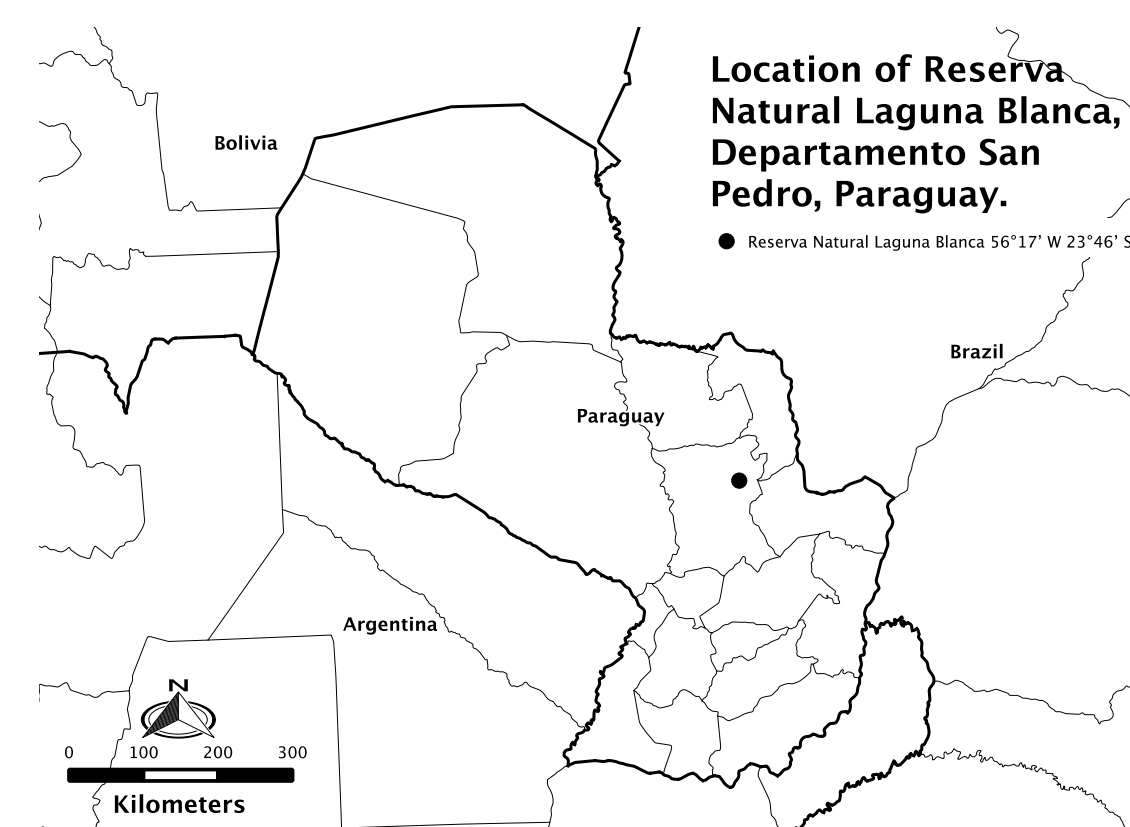 Location of Reserva
Natural Laguna Blanca,
Departamento San
Pedro, Paraguay.
Reserva Natural Laguna Blanca 56°17’ W 23°46’ S
Bolivia
Brazil
Paraguay
Argentina
N
0 100 200 300
Kilometers